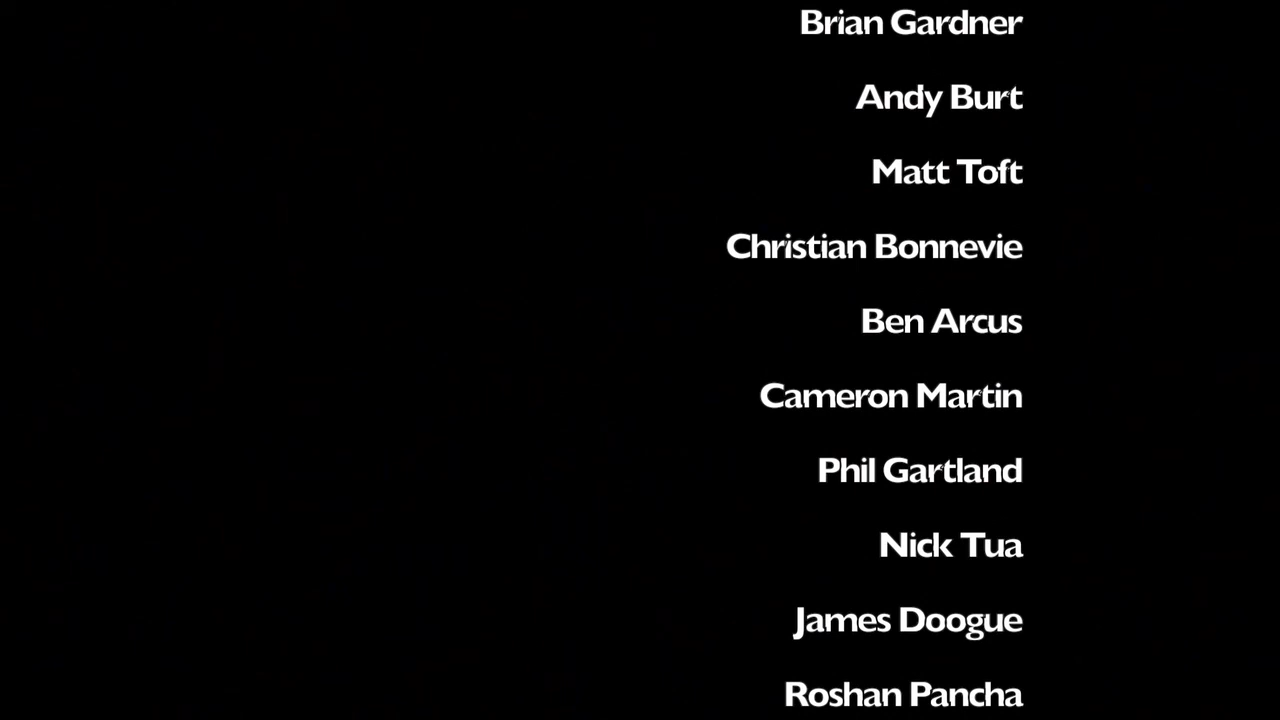 Brian Gardner
Andy Burt
Matt Toft
Christian Bonnevie
Ben Arcus
Cameron Martin
Phil Gartland
Nick Tua
James Doogue
Roshan Pancha